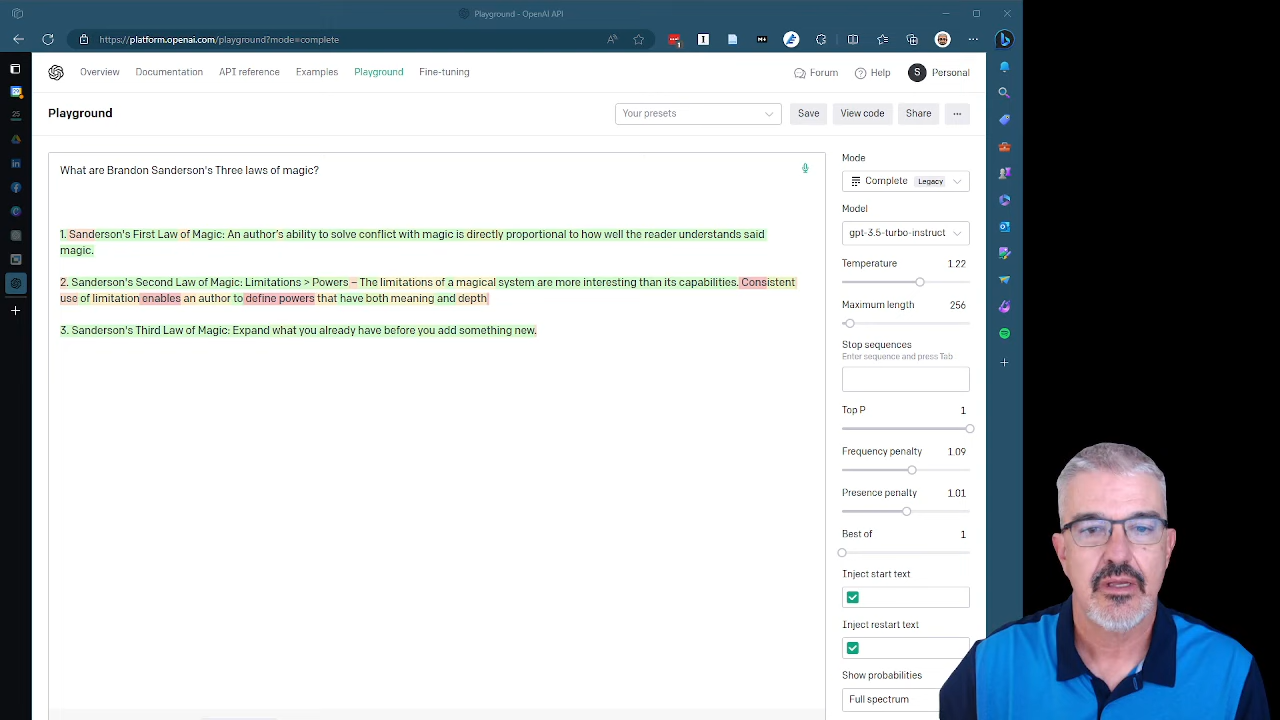 Playground - OpenAI API
https://platform.openai.com/playground?mode=complete
Overview
Documentation
API reference
Examples
Playground
Fine-tuning
Forum
Help
S
Personal
Playground
Your presets
Save
View code
Share
...
What are Brandon Sanderson's Three laws of magic?
1. Sanderson's First Law of Magic: An author's ability to solve conflict with magic is directly proportional to how well the reader understands said
magic.
2. Sanderson's Second Law of Magic: Limitations > Powers – The limitations of a magical system are more interesting than its capabilities. Consistent
use of limitation enables an author to define powers that have both meaning and depth
3. Sanderson's Third Law of Magic: Expand what you already have before you add something new.
Mode
Complete Legacy
Model
gpt-3.5-turbo-instruct
Temperature 1.22
Maximum length 256
Stop sequences
Enter sequence and press Tab
Top P 1
Frequency penalty 1.09
Presence penalty 1.01
Best of 1
Inject start text
Inject restart text
Show probabilities
Full spectrum